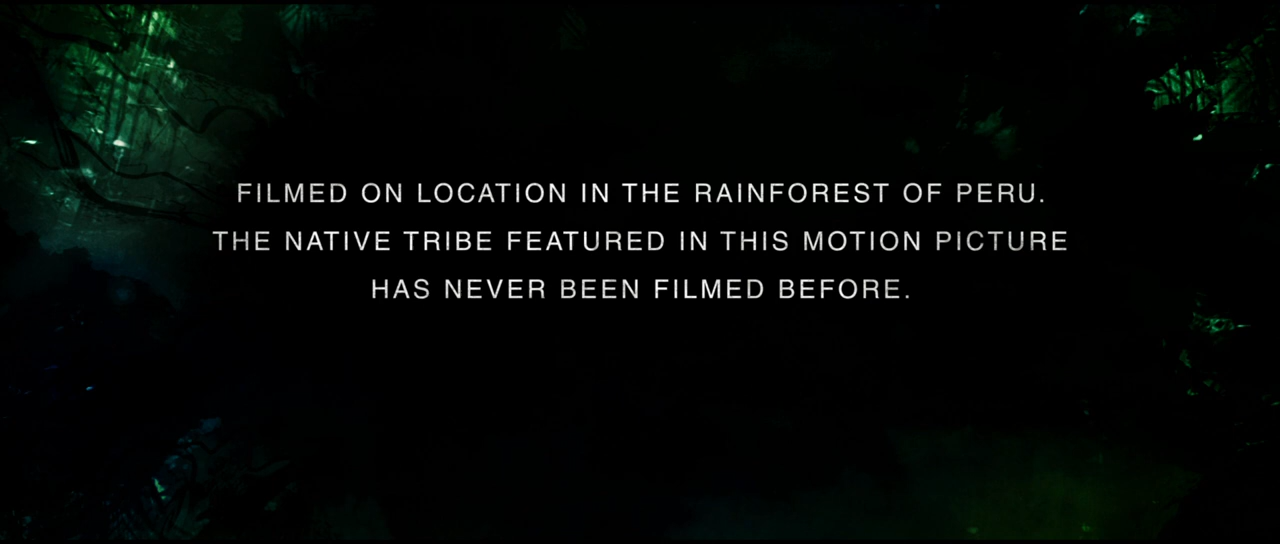 FILMED ON LOCATION IN THE RAINFOREST OF PERU.
THE NATIVE TRIBE FEATURED IN THIS MOTION PICTURE
HAS NEVER BEEN FILMED BEFORE.